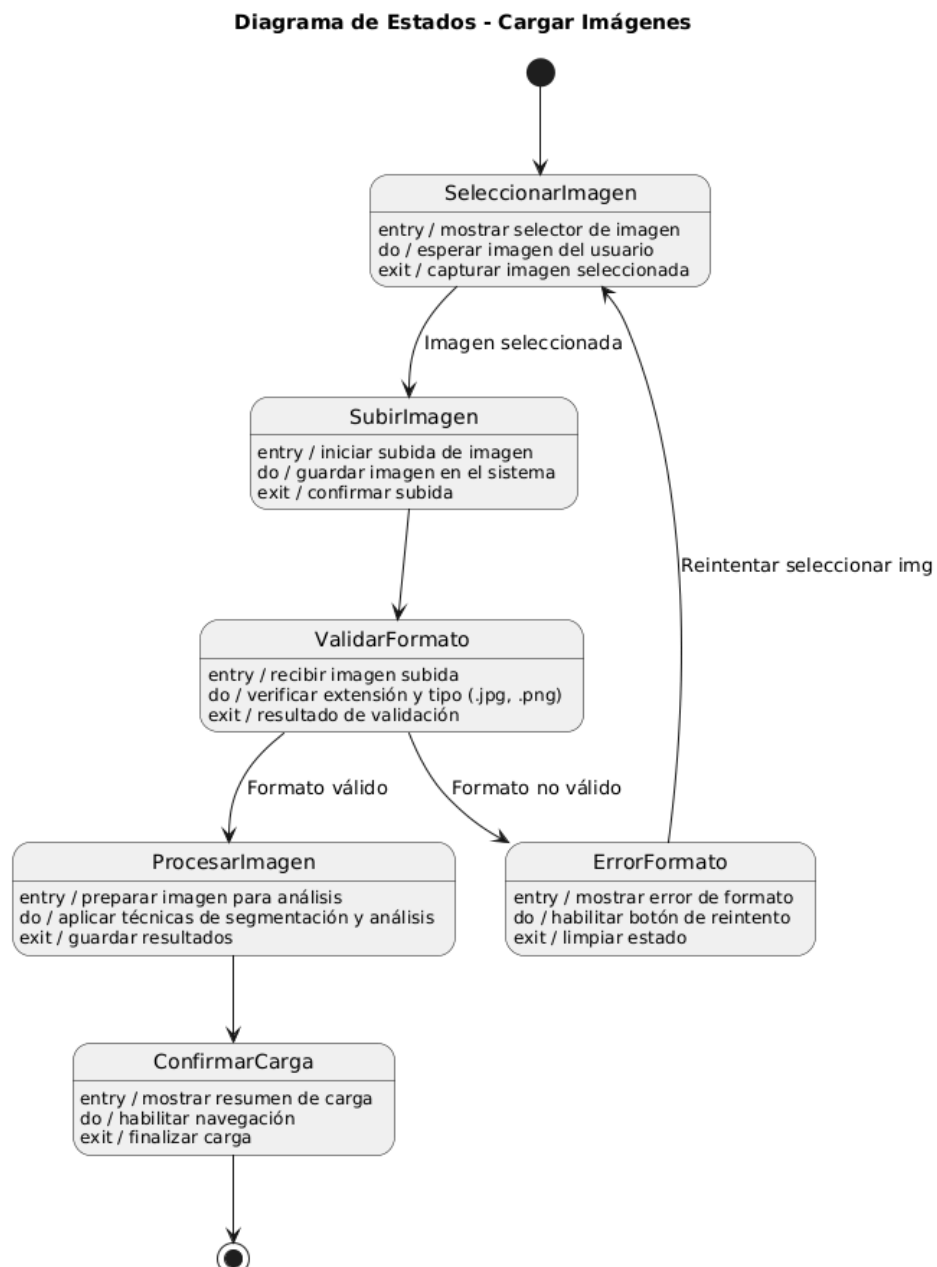 Diagrama de Estados - Cargar Imágenes
SeleccionarImagen
entry / mostrar selector de imagen
do / esperar imagen del usuario
exit / capturar imagen seleccionada
Imagen seleccionada
SubirImagen
entry / iniciar subida de imagen
do / guardar imagen en el sistema
exit / confirmar subida
Reintentar seleccionar img
ValidarFormato
entry / recibir imagen subida
do / verificar extensión y tipo (.jpg, .png)
exit / resultado de validación
Formato válido
Formato no válido
ProcesarImagen
entry / preparar imagen para análisis
do / aplicar técnicas de segmentación y análisis
exit / guardar resultados
ErrorFormato
entry / mostrar error de formato
do / habilitar botón de reintento
exit / limpiar estado
ConfirmarCarga
entry / mostrar resumen de carga
do / habilitar navegación
exit / finalizar carga